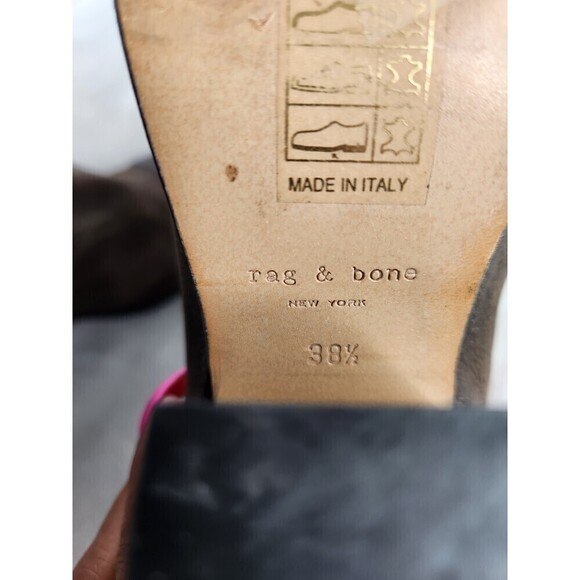 MADE IN ITALY
rag & bone
NEW YORK
38½